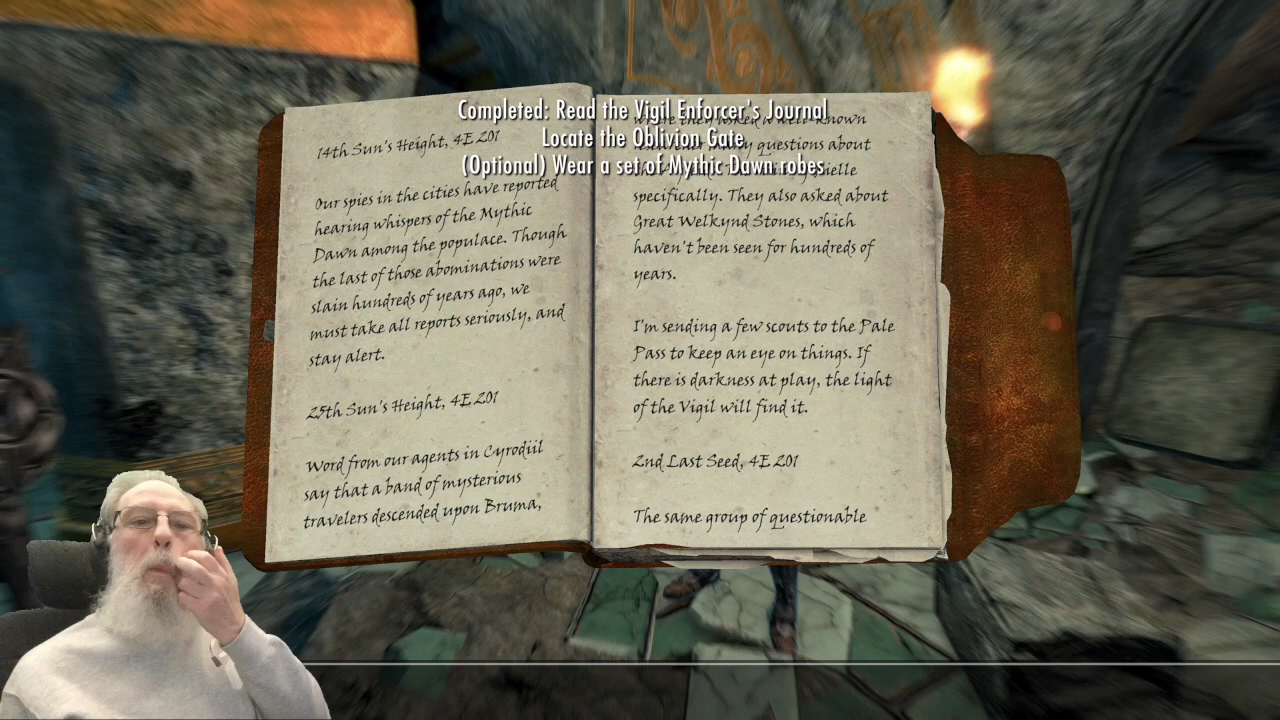 Completed: Read the Vigil Enforcer's Journal
Locate the Oblivion Gate
(Optional) Wear a set of Mythic Dawn robes
14th Sun's Height, 4E 201
Our spies in the cities have reported
hearing whispers of the Mythic
Dawn among the populace. Though
the last of those abominations were
slain hundreds of years ago, we
must take all reports seriously, and
stay alert.
25th Sun's Height, 4E 201
Word from our agents in Cyrodiil
say that a band of mysterious
travelers descended upon Bruma,
where they asked a well-known
questions about
specifically. They also asked about
Great Welkynd Stones, which
haven't been seen for hundreds of
years.
I'm sending a few scouts to the Pale
Pass to keep an eye on things. If
there is darkness at play, the light
of the Vigil will find it.
2nd Last Seed, 4E 201
The same group of questionable